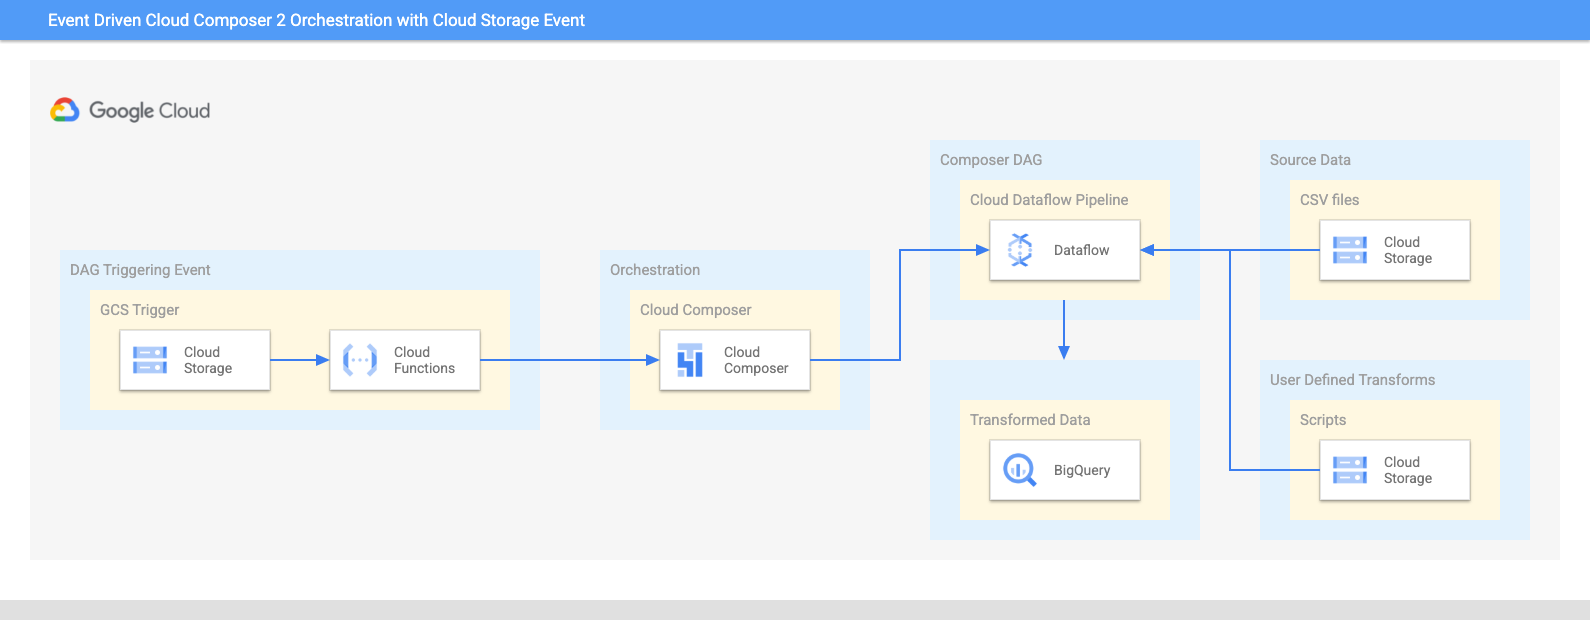 Event Driven Cloud Composer 2 Orchestration with Cloud Storage Event
Google Cloud
DAG Triggering Event
GCS Trigger
Cloud
Storage
Cloud
Functions
Orchestration
Cloud Composer
Cloud
Composer
Composer DAG
Cloud Dataflow Pipeline
Dataflow
Source Data
CSV files
Cloud
Storage
Transformed Data
BigQuery
User Defined Transforms
Scripts
Cloud
Storage